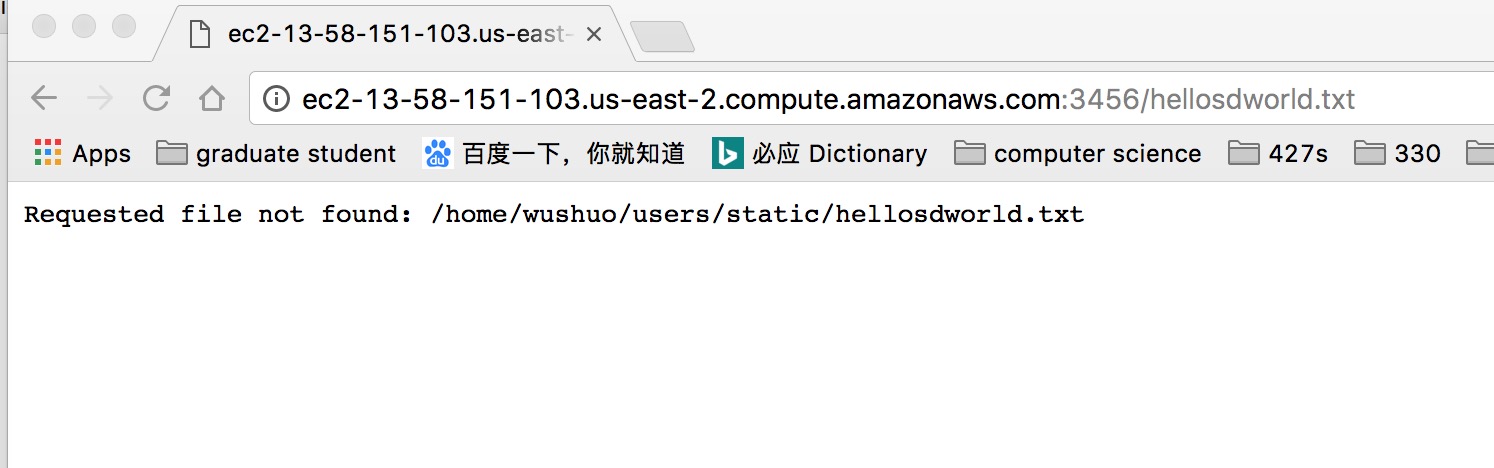 ec2-13-58-151-103.us-east-
ec2-13-58-151-103.us-east-2.compute.amazonaws.com:3456/hellosdworld.txt
Apps graduate student du 百度一下，你就知道 必应 Dictionary computer science 427s 330
Requested file not found: /home/wushuo/users/static/hellosdworld.txt